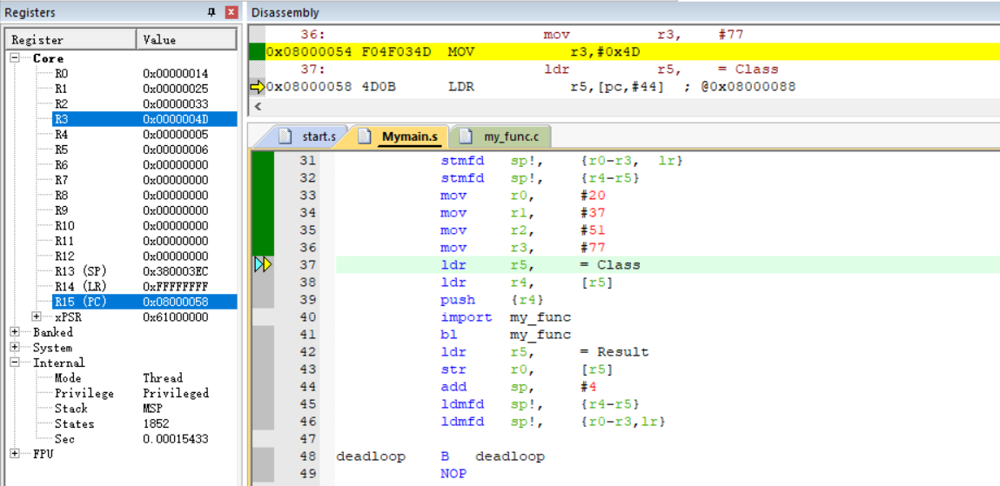 Registers
Register Value
Core
R0 0x00000014
R1 0x00000025
R2 0x00000033
R3 0x0000004D
R4 0x00000005
R5 0x00000006
R6 0x00000000
R7 0x00000000
R8 0x00000000
R9 0x00000000
R10 0x00000000
R11 0x00000000
R12 0x00000000
R13 (SP) 0x380003EC
R14 (LR) 0xFFFFFFFF
R15 (PC) 0x08000058
xPSR 0x61000000
Banked
System
Internal
Mode Thread
Privilege Privileged
Stack MSP
States 1852
Sec 0.00015433
FPU
Disassembly
36: mov r3, #77
0x08000054 F04F034D MOV r3,#0x4D
37: ldr r5, = Class
0x08000058 4D0B LDR r5,[pc,#44] ; @0x08000088
start.s Mymain.s my_func.c
31 stmfd sp!, {r0-r3, lr}
32 stmfd sp!, {r4-r5}
33 mov r0, #20
34 mov r1, #37
35 mov r2, #51
36 mov r3, #77
37 ldr r5, = Class
38 ldr r4, [r5]
39 push {r4}
40 import my_func
41 bl my_func
42 ldr r5, = Result
43 str r0, [r5]
44 add sp, #4
45 ldmfd sp!, {r4-r5}
46 ldmfd sp!, {r0-r3,lr}
47
48 deadloop B deadloop
49 NOP